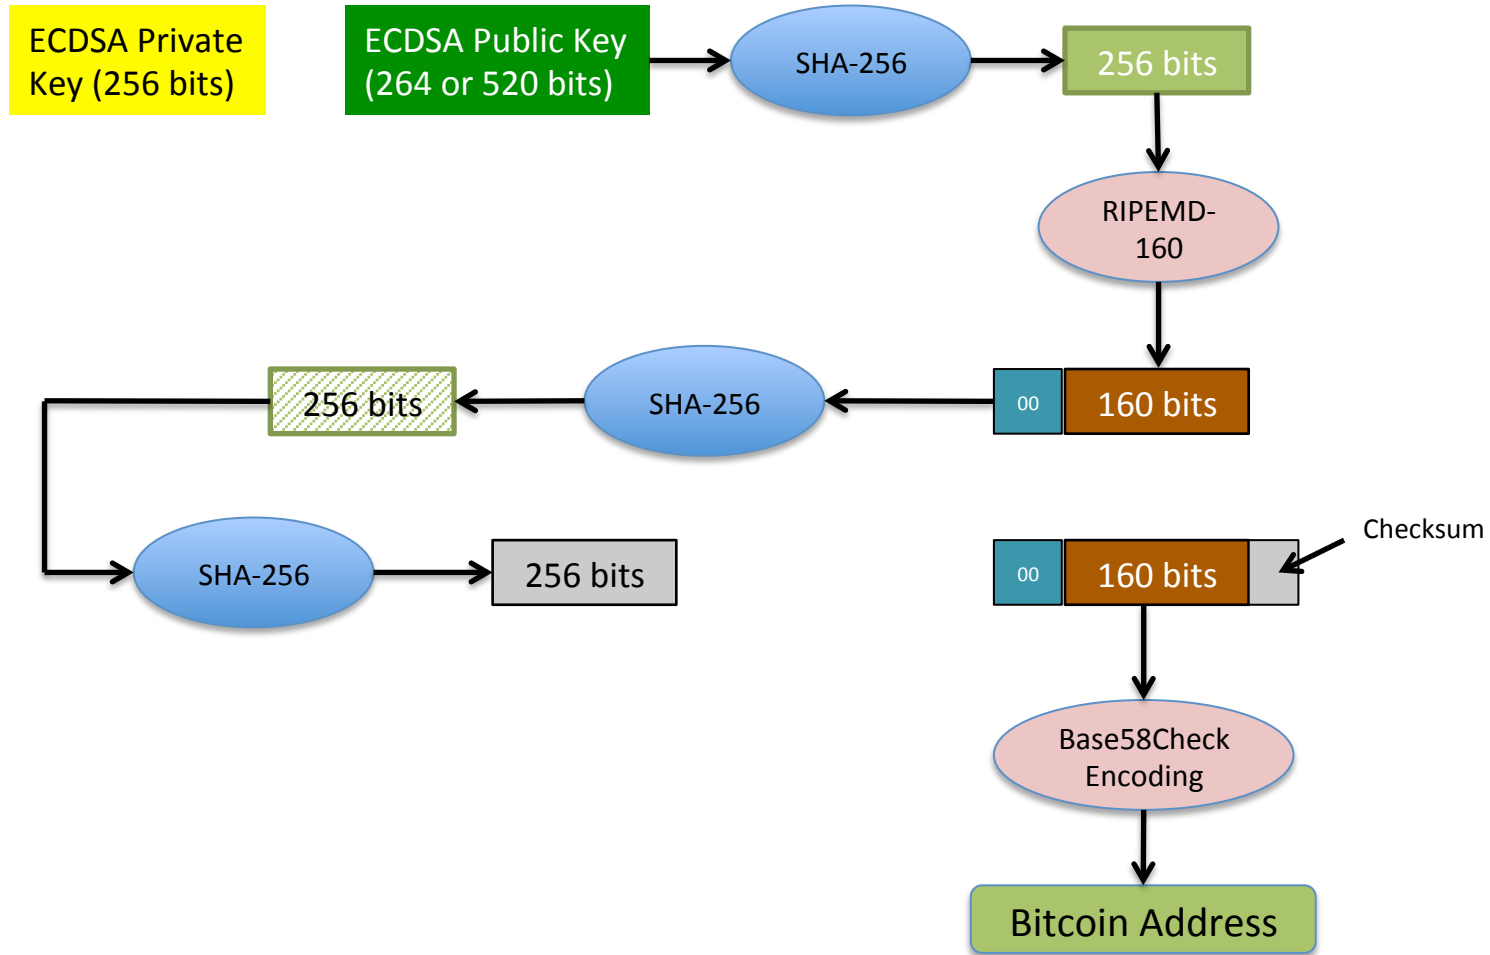 ECDSA Private
Key (256 bits)
ECDSA Public Key
(264 or 520 bits)
SHA-256
256 bits
RIPEMD-
160
256 bits
SHA-256
00
160 bits
SHA-256
256 bits
00
160 bits
Checksum
Base58Check
Encoding
Bitcoin Address